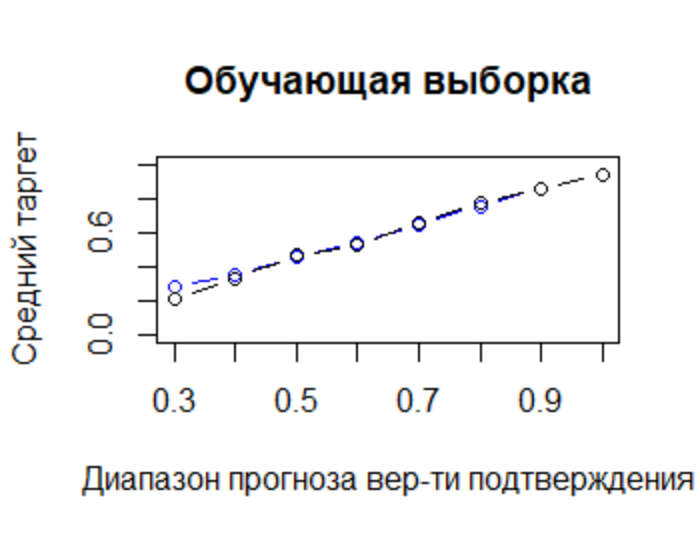 Обучающая выборка
Средний таргет
0.6
0.0
0.3 0.5 0.7 0.9
Диапазон прогноза вер-ти подтверждения